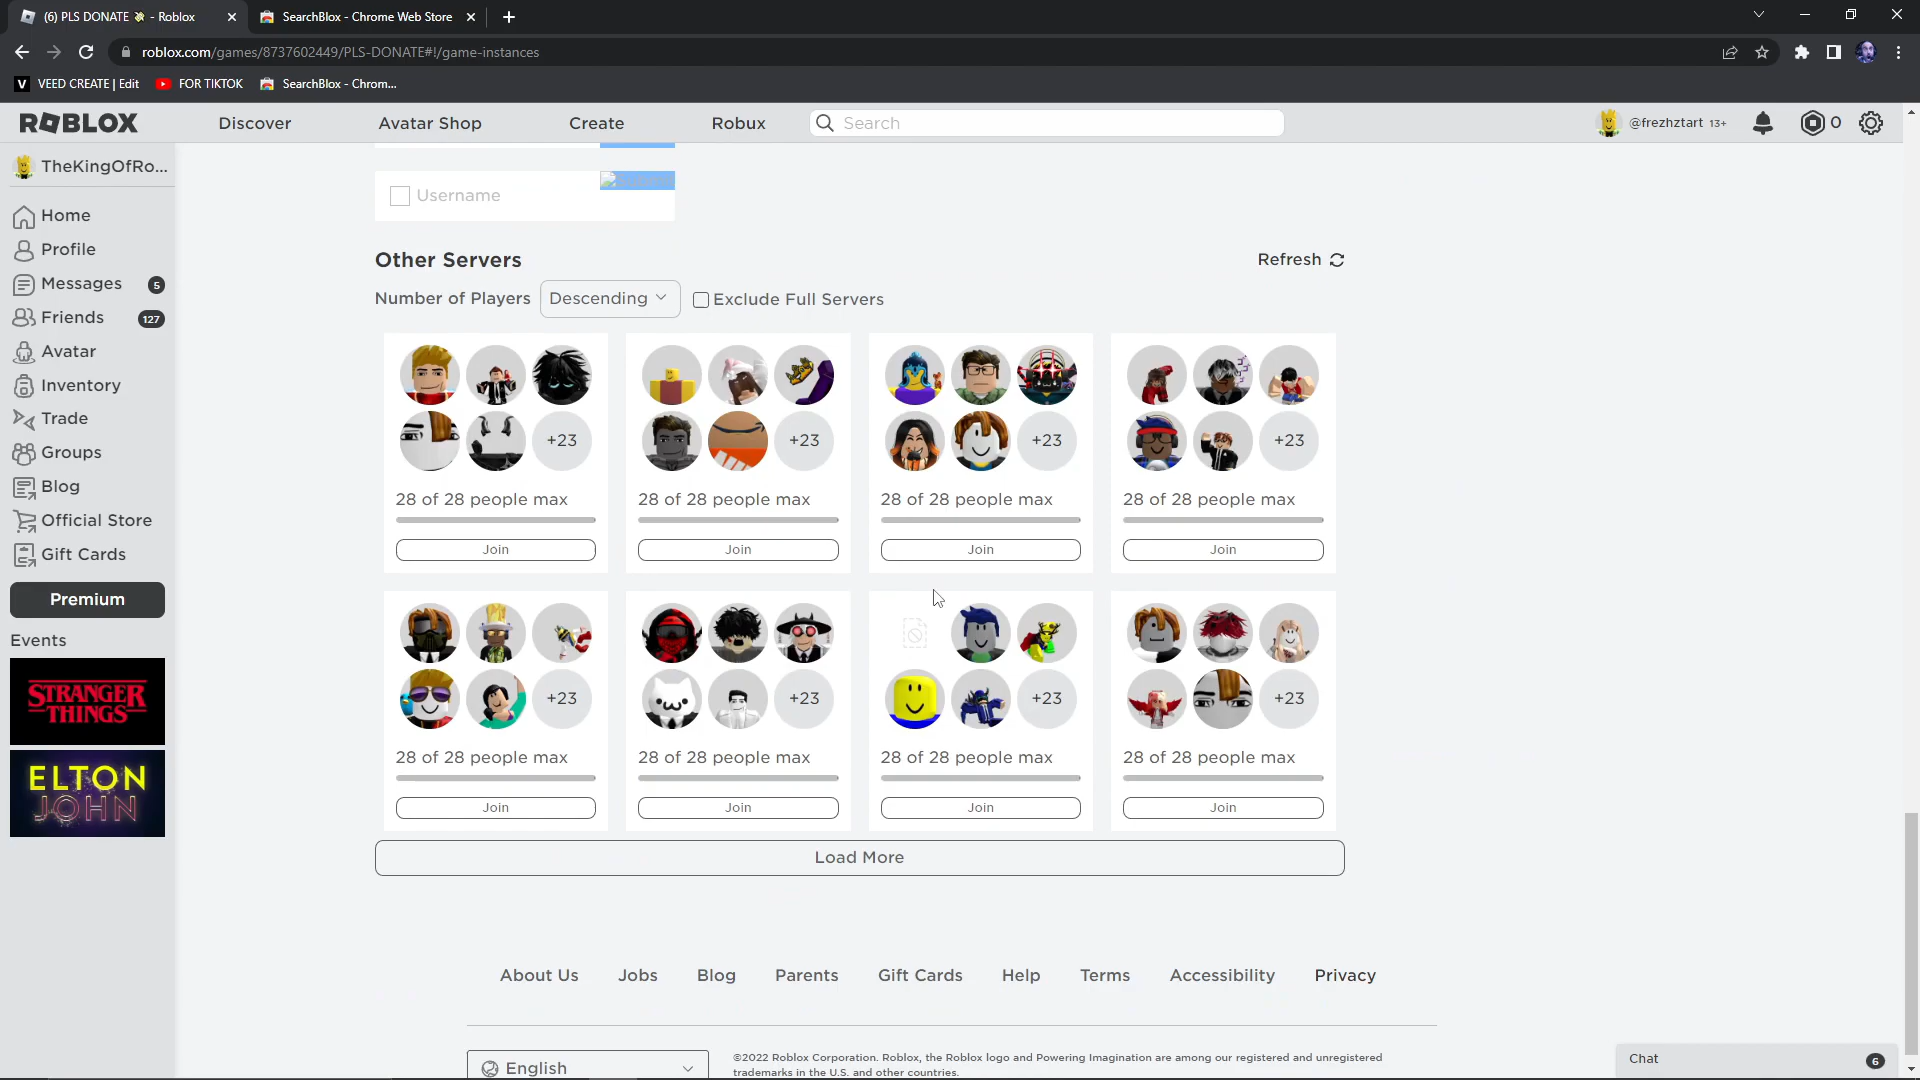 (6) PLS DONATE 💸 - Roblox
SearchBlox - Chrome Web Store
roblox.com/games/8737602449/PLS-DONATE#!/game-instances
VEED CREATE | Edit
FOR TIKTOK
SearchBlox - Chrom...
ROBLOX
Discover
Avatar Shop
Create
Robux
Search
@frezhztart 13+
0
TheKingOfRo...
Home
Profile
Messages 5
Friends 127
Avatar
Inventory
Trade
Groups
Blog
Official Store
Gift Cards
Premium
Events
STRANGER
THINGS
ELTON
JOHN
Username
Other Servers
Refresh
Number of Players
Descending
Exclude Full Servers
+23
+23
+23
+23
28 of 28 people max
28 of 28 people max
28 of 28 people max
28 of 28 people max
Join
Join
Join
Join
+23
+23
+23
+23
28 of 28 people max
28 of 28 people max
28 of 28 people max
28 of 28 people max
Join
Join
Join
Join
Load More
About Us
Jobs
Blog
Parents
Gift Cards
Help
Terms
Accessibility
Privacy
English
©2022 Roblox Corporation. Roblox, the Roblox logo and Powering Imagination are among our registered and unregistered
trademarks in the U.S. and other countries.
Chat
6